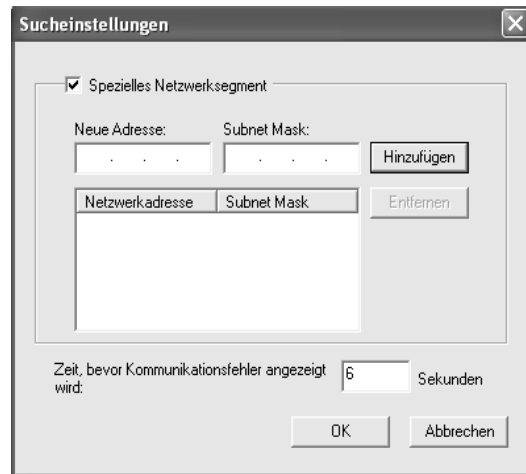 Sucheinstellungen
Spezielles Netzwerksegment
Neue Adresse: Subnet Mask:
. . . . . . Hinzufügen
Netzwerkadresse Subnet Mask Entfernen
Zeit, bevor Kommunikationsfehler angezeigt
wird: 6 Sekunden
OK Abbrechen